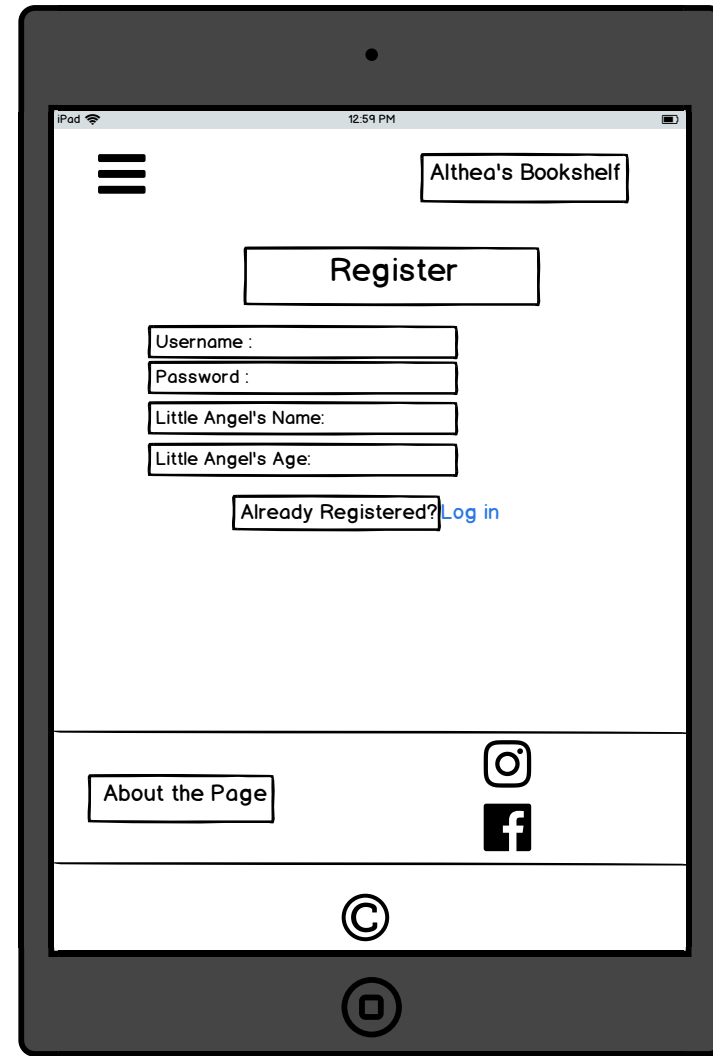 iPad 12:59 PM
Althea's Bookshelf
Register
Username :
Password :
Little Angel's Name:
Little Angel's Age:
Already Registered? Log in
About the Page
©